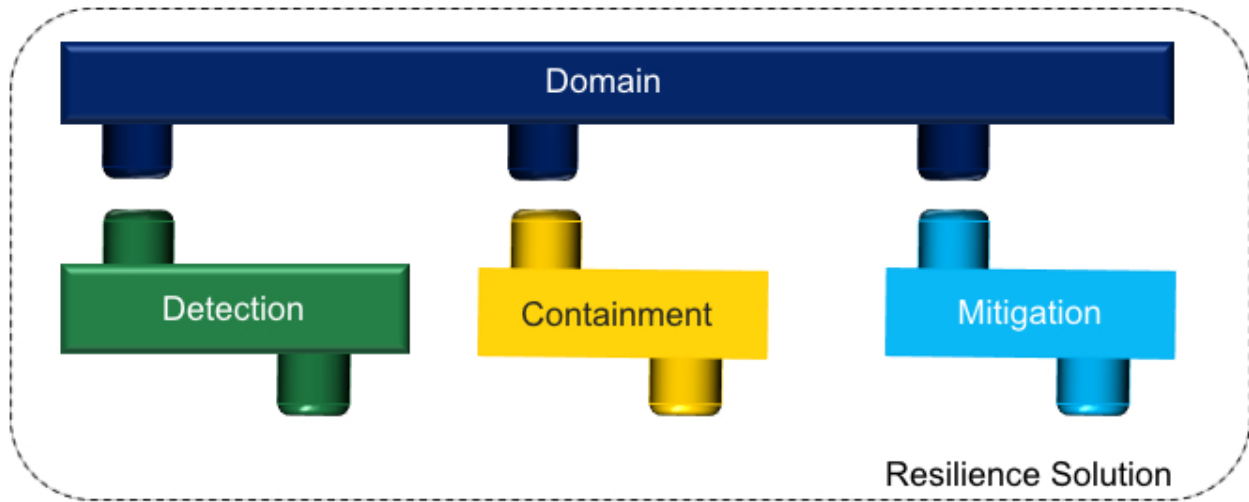 Domain
Detection
Containment
Mitigation
Resilience Solution